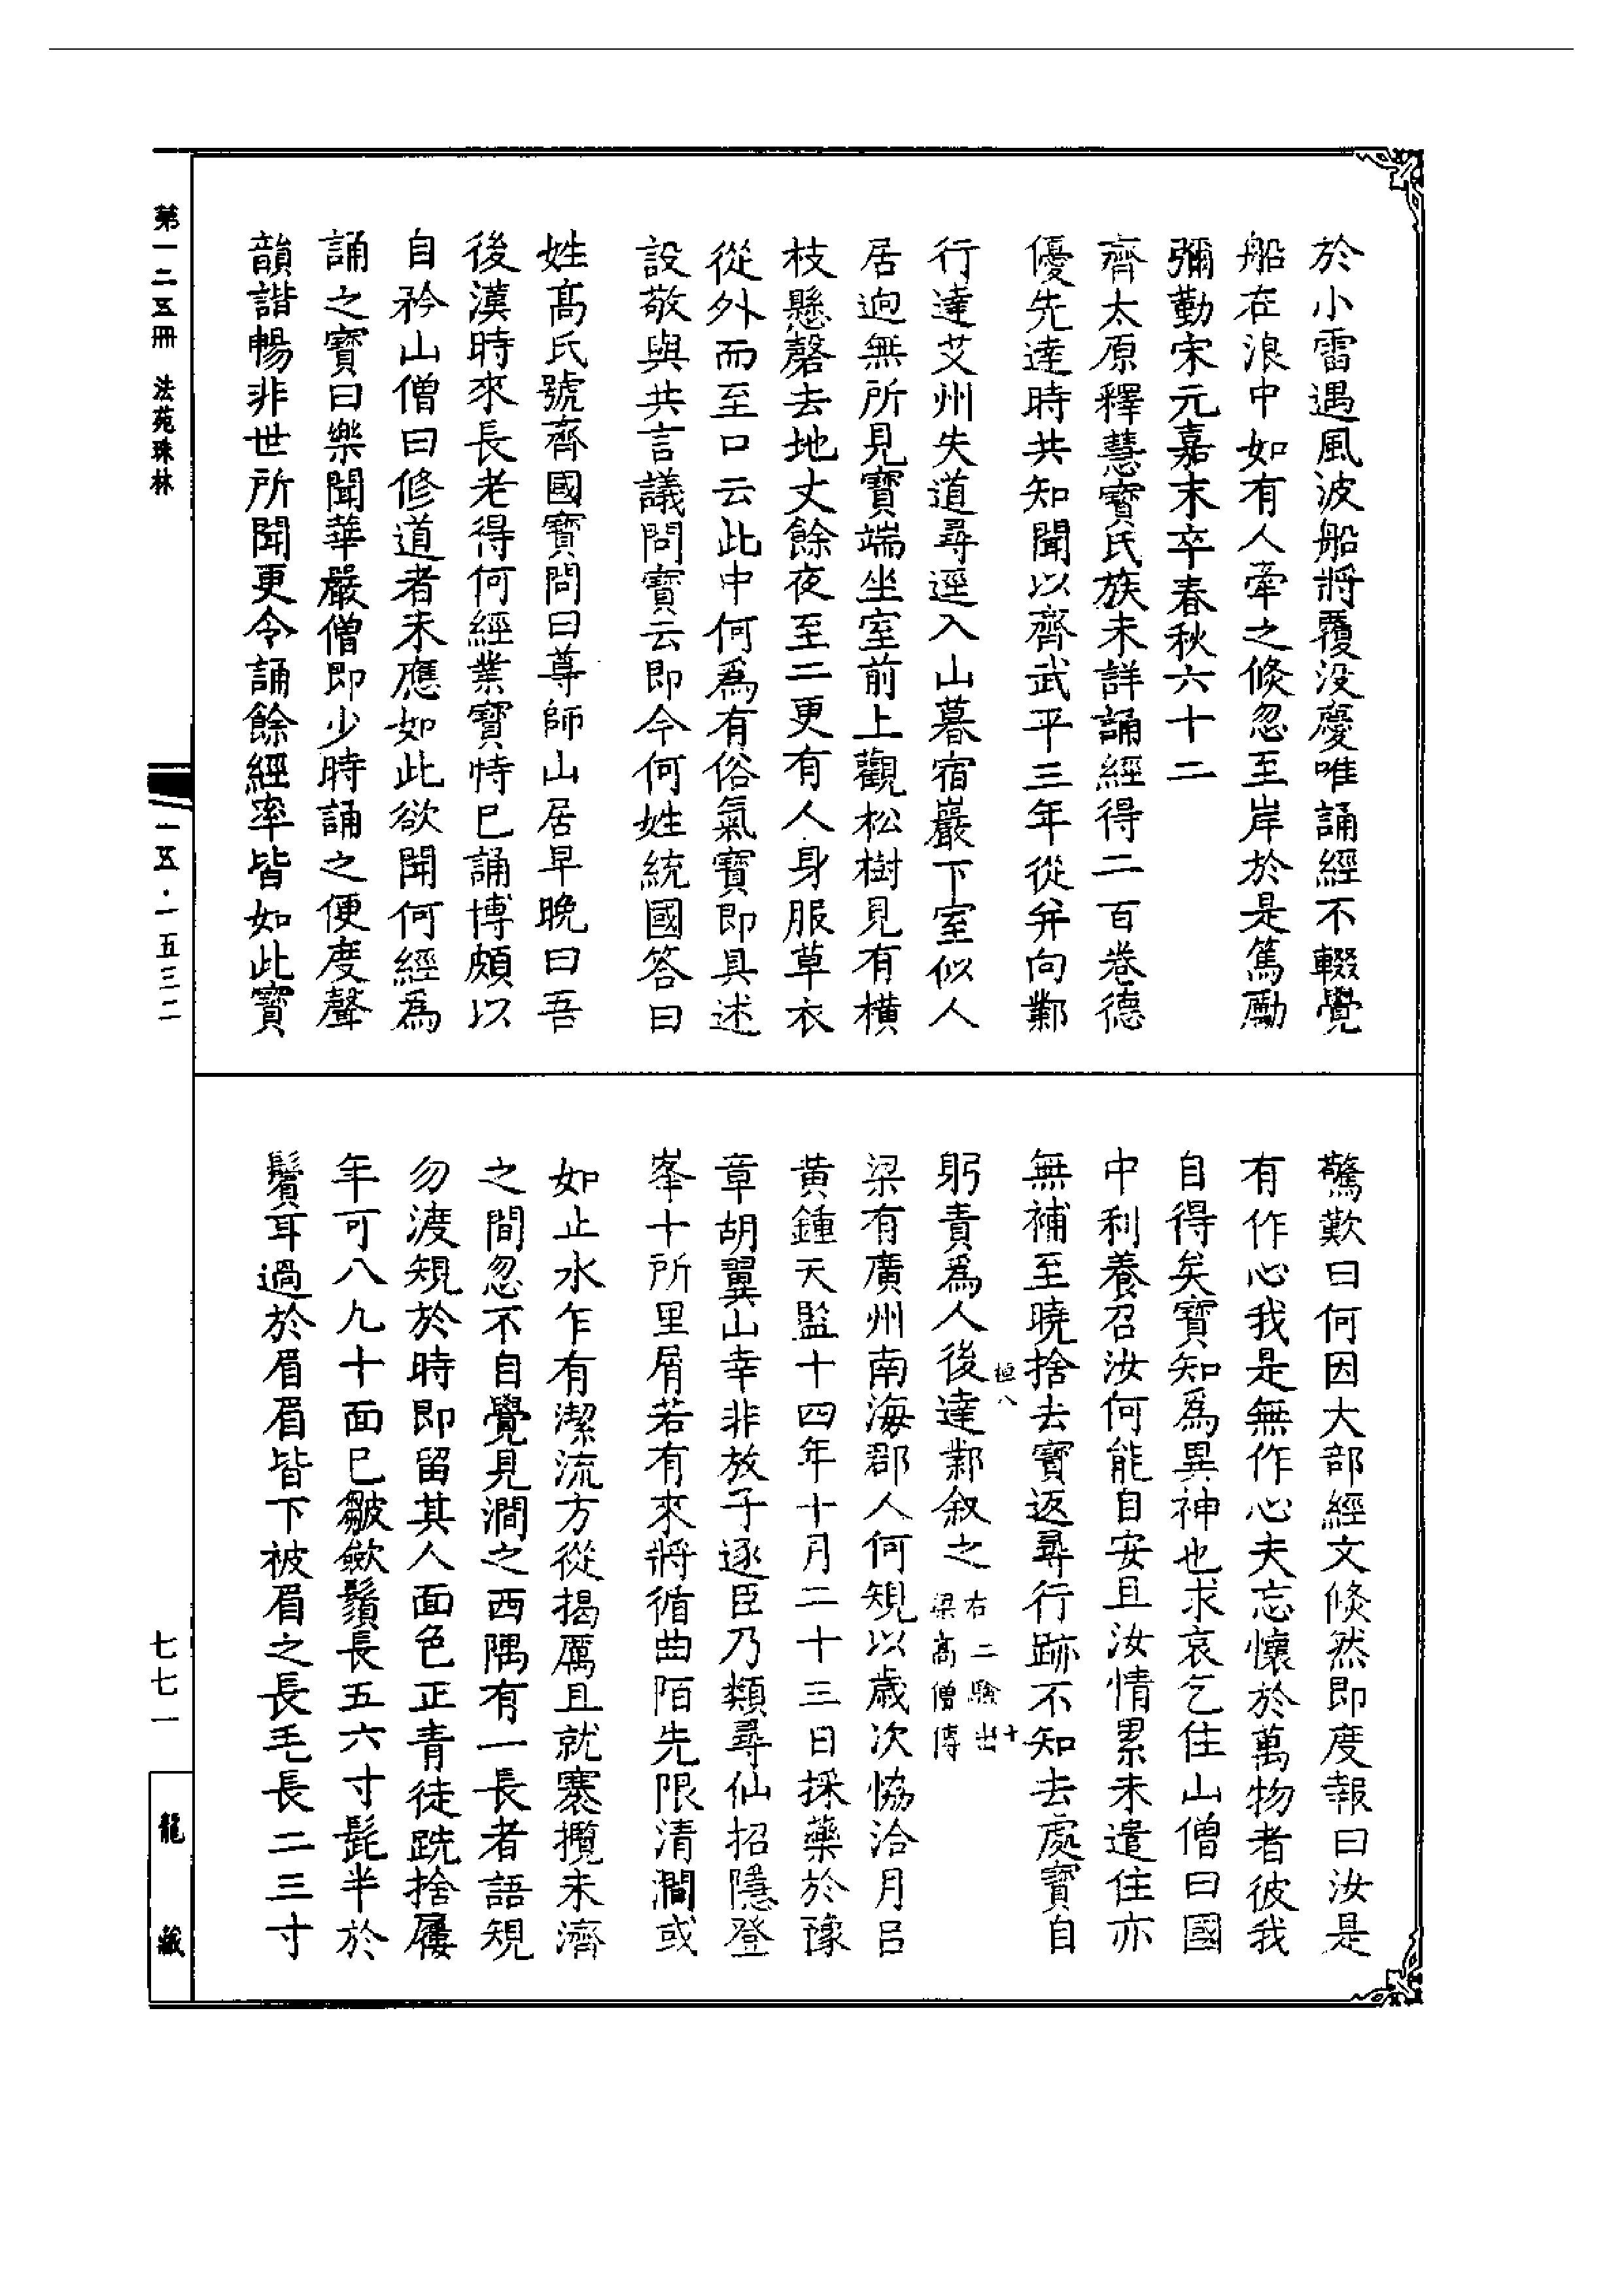 於小雷遇風波船將覆没慶唯誦經不輟覺
船在浪中如有人牽之倏忽至岸於是篤勵
彌勤宋元嘉末卒春秋六十二
齊太原釋慧寶氏族未詳誦經得二百卷德
優先達時共知聞以齊武平三年從并向鄴
行達艾州失道尋逕入山暮宿巖下室似人
居逈無所見寶端坐室前上觀松樹見有横
枝懸磬去地丈餘夜至二更有人身服草衣
從外而至口云此中何爲有俗氣寶即具述
設敬與共言議問寶云即今何姓統國答曰
姓髙氏號齊國寶問曰尊師山居早晚曰吾
後漢時來長老得何經業寶恃已誦博頗以
自矜山僧曰修道者未應如此欲聞何經爲
誦之寶曰樂聞華嚴僧即少時誦之便度聲
韻諧暢非世所聞更令誦餘經率皆如此寶
驚歎曰何因大部經文倏然即度報曰汝是
有作心我是無作心夫忘懷於萬物者彼我
自得矣寶知爲異神也求哀乞住山僧曰國
中利養召汝何能自安且汝情累未遣住亦
無補至曉捨去寶返尋行跡不知去處寶自
躬責爲人後達鄴叙之右二驗出梁高僧傳
梁有廣州南海郡人何規以歲次協洽月吕
黄鍾天監十四年十月二十三日採藥於豫
章胡翼山幸非放子逐臣乃類尋仙招隱登
峯十所里屑若有來將循曲陌先限清澗或
如止水乍有潔流方從揭厲且就褰攬未濟
之間忽不自覺見澗之西隅有一長者語規
勿渡規於時即留其人面色正青徒跣捨屨
年可八九十面已皺斂鬚長五六寸髭半於
鬢耳過於眉眉皆下被眉之長毛長二三寸
第一二五冊 法苑珠林
一五·一五三二
七七一
龍藏